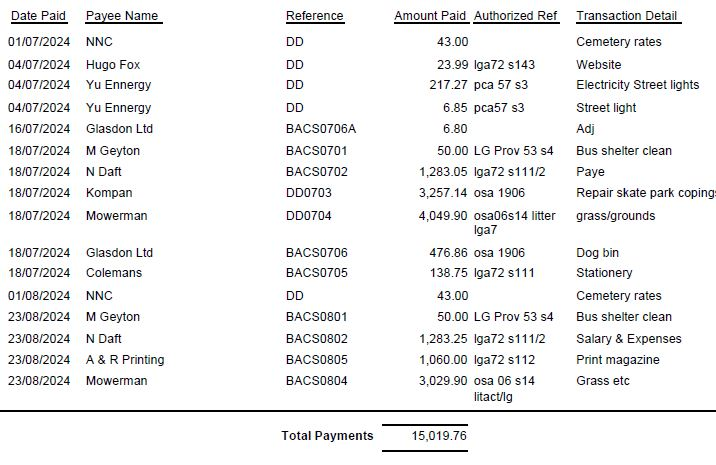 Date Paid Payee Name Reference Amount Paid Authorized Ref Transaction Detail
01/07/2024 NNC DD 43.00 Cemetery rates
04/07/2024 Hugo Fox DD 23.99 lga72 s143 Website
04/07/2024 Yu Ennergy DD 217.27 pca 57 s3 Electricity Street lights
04/07/2024 Yu Ennergy DD 6.85 pca57 s3 Street light
16/07/2024 Glasdon Ltd BACS0706A 6.80 Adj
18/07/2024 M Geyton BACS0701 50.00 LG Prov 53 s4 Bus shelter clean
18/07/2024 N Daft BACS0702 1,283.05 lga72 s111/2 Paye
18/07/2024 Kompan DD0703 3,257.14 osa 1906 Repair skate park copings
18/07/2024 Mowerman DD0704 4,049.90 osa06s14 litter grass/grounds
lga7
18/07/2024 Glasdon Ltd BACS0706 476.86 osa 1906 Dog bin
18/07/2024 Colemans BACS0705 138.75 lga72 s111 Stationery
01/08/2024 NNC DD 43.00 Cemetery rates
23/08/2024 M Geyton BACS0801 50.00 LG Prov 53 s4 Bus shelter clean
23/08/2024 N Daft BACS0802 1,283.25 lga72 s111/2 Salary & Expenses
23/08/2024 A & R Printing BACS0805 1,060.00 lga72 s112 Print magazine
23/08/2024 Mowerman BACS0804 3,029.90 osa 06 s14 Grass etc
litact/lg
Total Payments 15,019.76